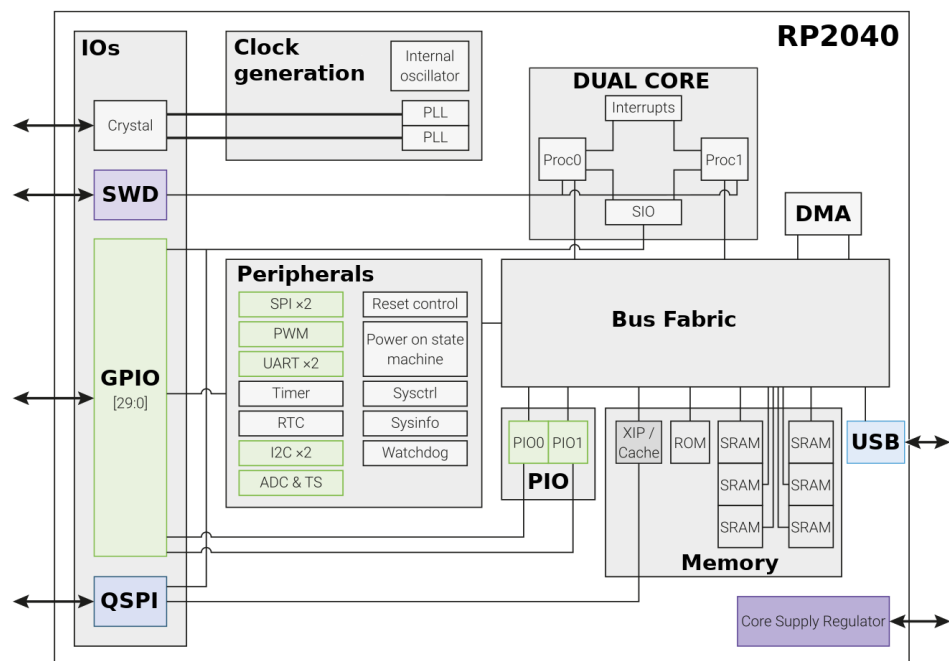 RP2040
IOs
Clock
generation
Internal
oscillator
PLL
PLL
Crystal
SWD
GPIO
[29:0]
QSPI
DUAL CORE
Interrupts
Proc0
Proc1
SIO
DMA
Peripherals
SPI ×2
PWM
UART ×2
Timer
RTC
I2C ×2
ADC & TS
Reset control
Power on state
machine
Sysctrl
Sysinfo
Watchdog
Bus Fabric
PIO0
PIO1
PIO
XIP /
Cache
ROM
SRAM
SRAM
SRAM
SRAM
SRAM
SRAM
Memory
USB
Core Supply Regulator